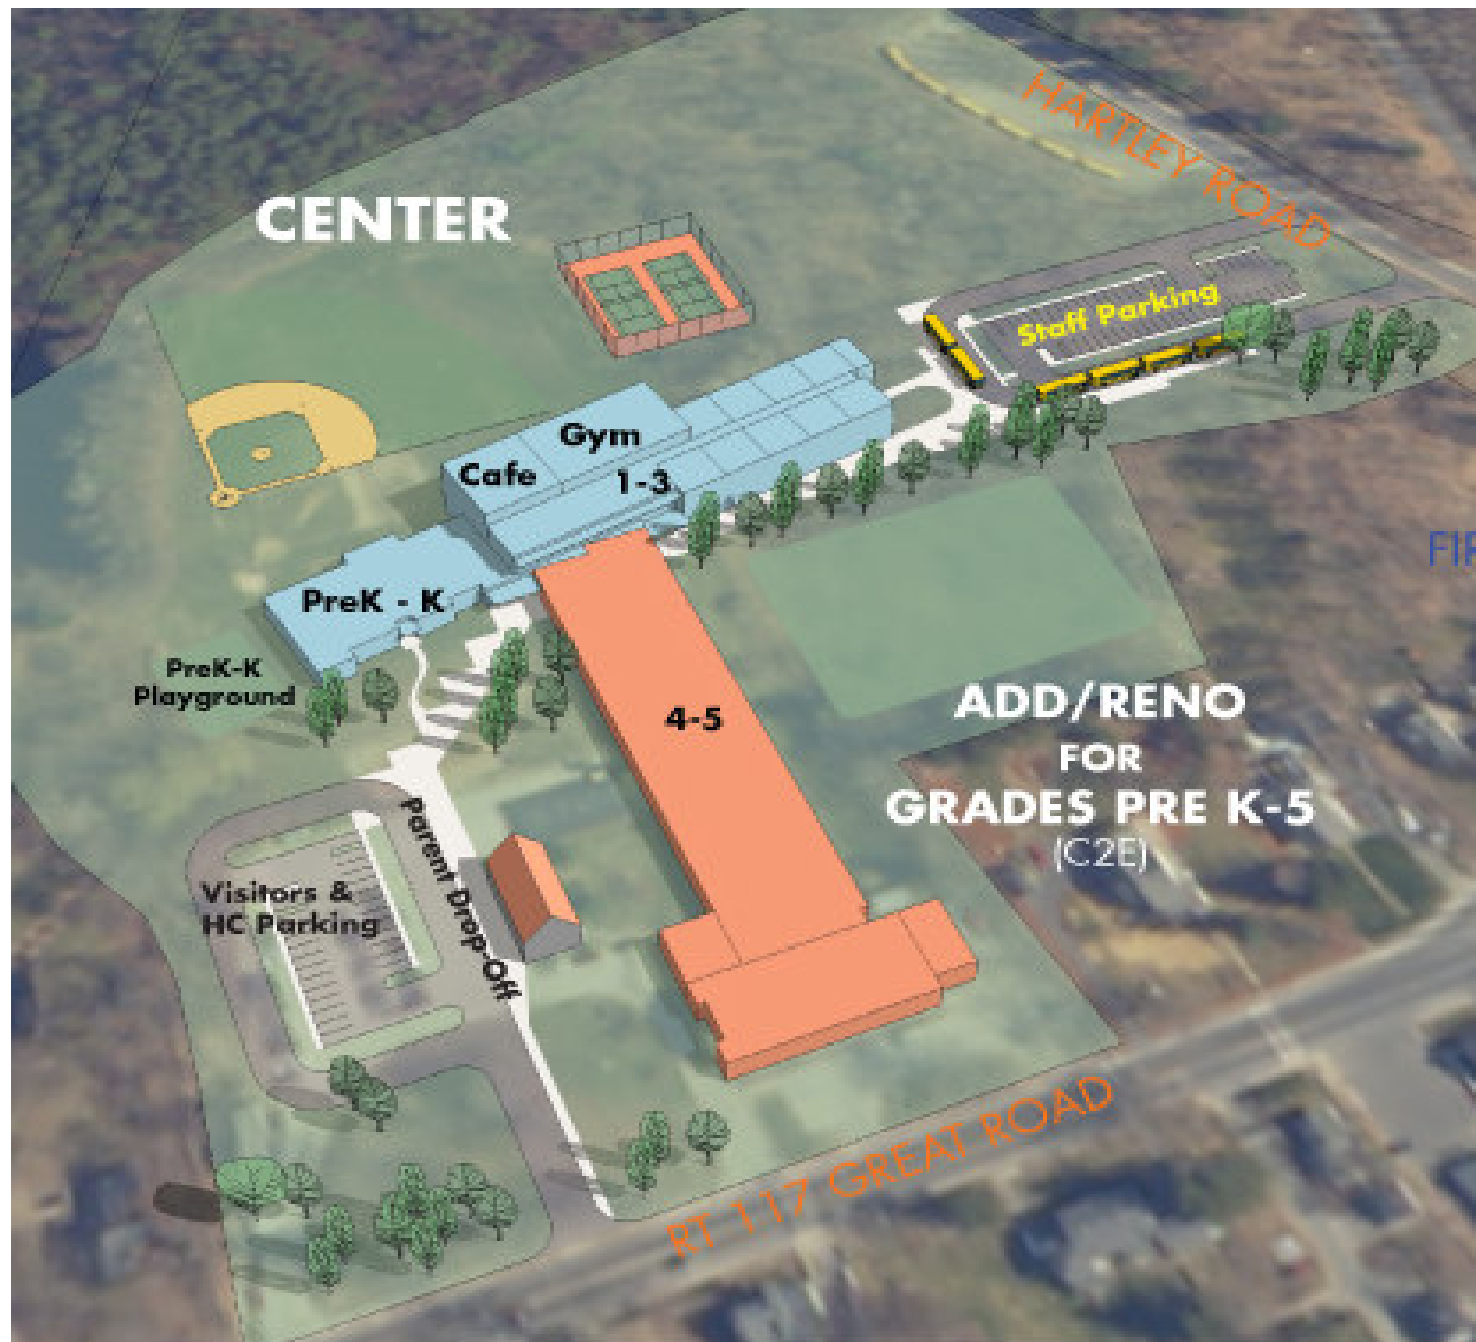 HARTLEY ROAD
CENTER
Staff Parking
Gym
Cafe
1-3
PreK - K
PreK-K
Playground
4-5
ADD/RENO
FOR
GRADES PRE K-5
(C2E)
Parent Drop-Off
Visitors &
HC Parking
RT 117 GREAT ROAD